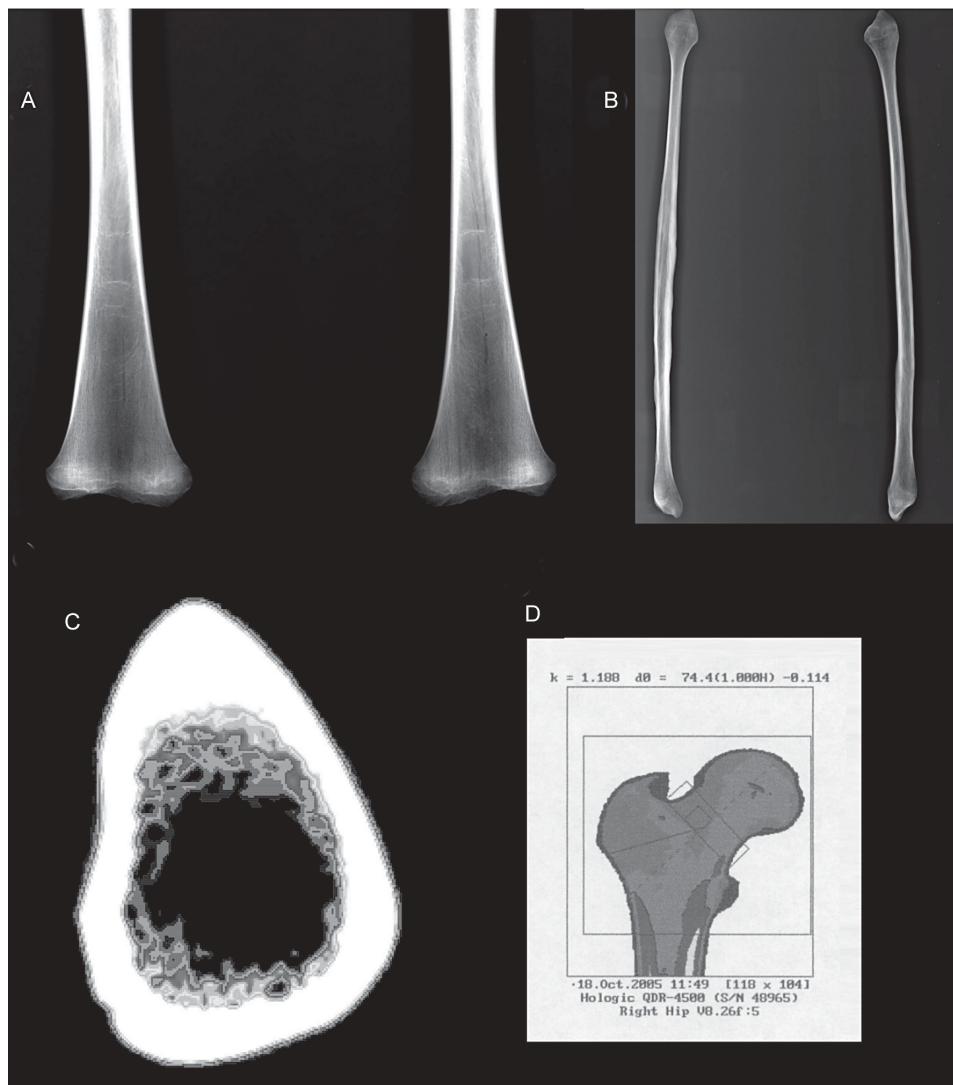 A
B
C
D
k = 1.188 d0 = 74.4(1.000H) -0.114
·18.Oct.2005 11:49 [118 x 104]
Hologic QDR-4500 (S/N 48965)
Right Hip V8.26f:5